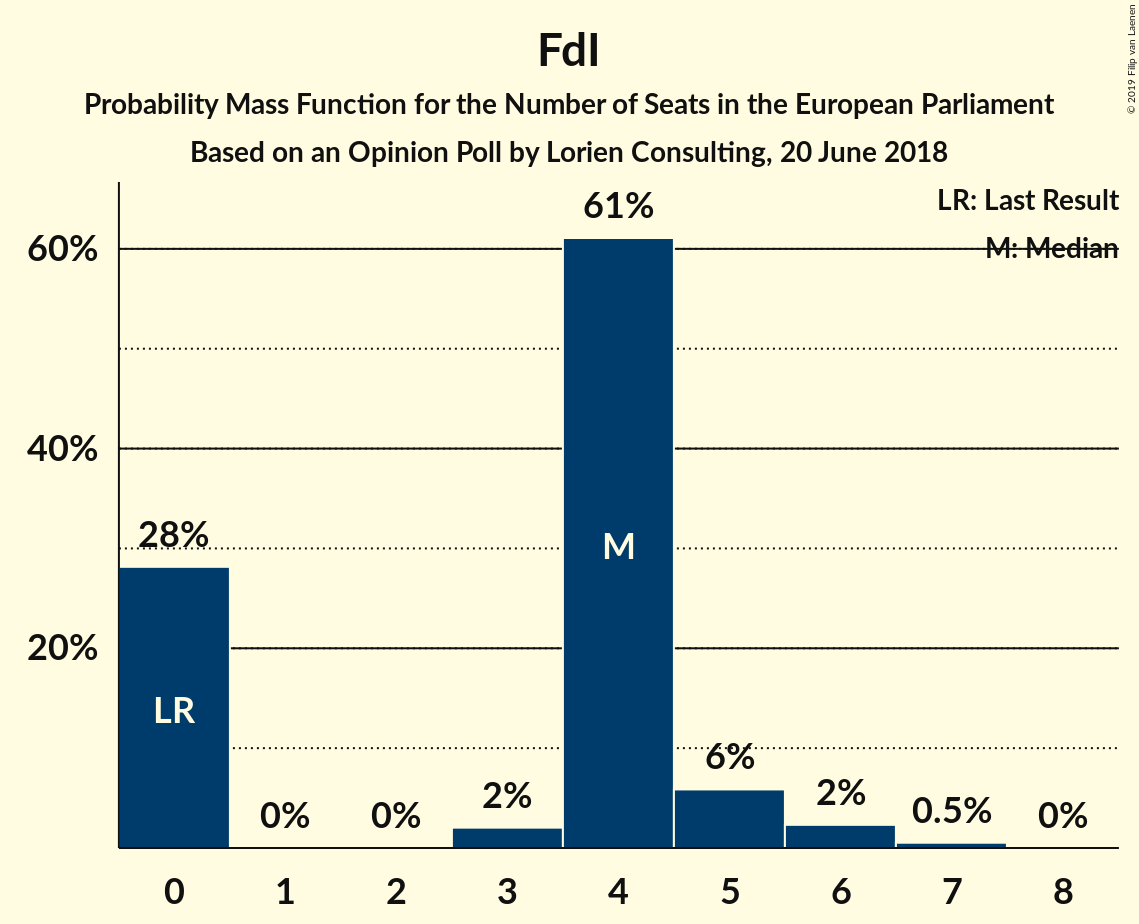 FdI
Probability Mass Function for the Number of Seats in the European Parliament
Based on an Opinion Poll by Lorien Consulting, 20 June 2018
© 2019 Filip van Laenen
LR: Last Result
M: Median
60%
40%
20%
28%
0%
0%
2%
61%
6%
2%
0.5%
0%
LR
M
0 1 2 3 4 5 6 7 8